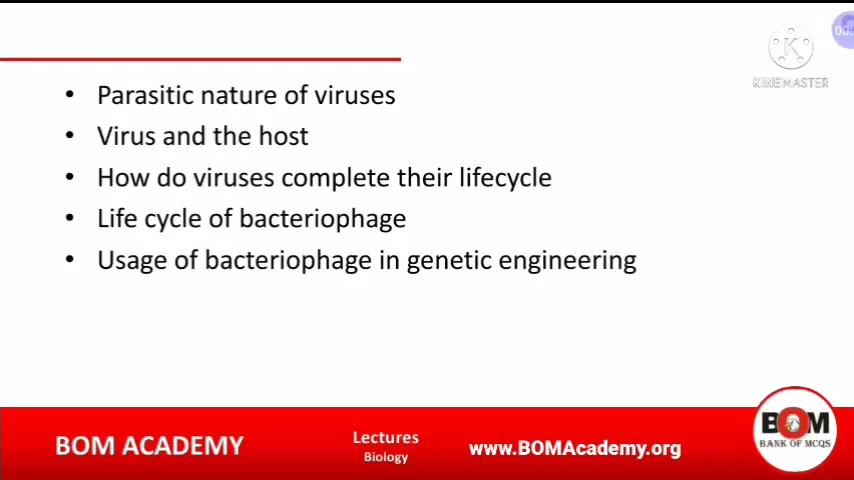 00:
K
KINEMASTER
• Parasitic nature of viruses
• Virus and the host
• How do viruses complete their lifecycle
• Life cycle of bacteriophage
• Usage of bacteriophage in genetic engineering
BOM ACADEMY
Lectures
Biology
www.BOMAcademy.org
BOM
BANK OF MCQS